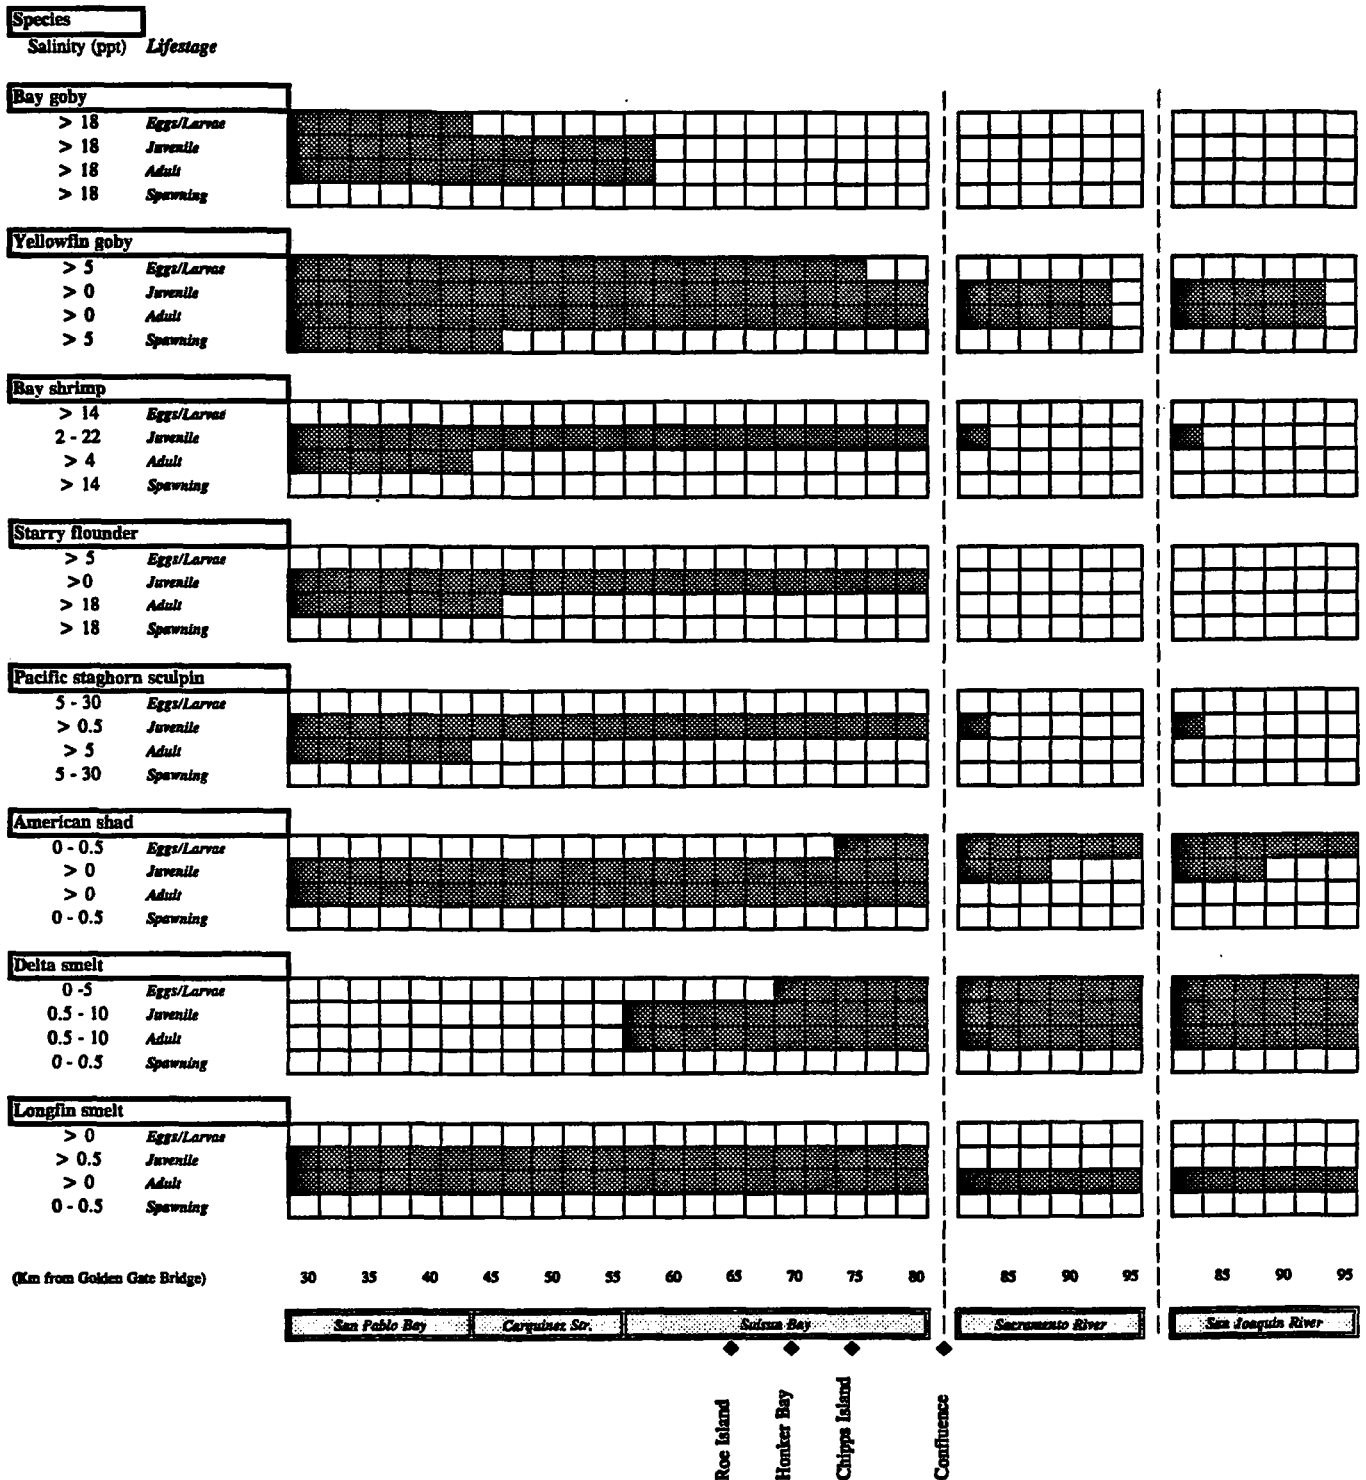 Species
Salinity (ppt) Lifestage
Bay goby
> 18 Eggs/Larvae
> 18 Juvenile
> 18 Adult
> 18 Spawning
Yellowfin goby
> 5 Eggs/Larvae
> 0 Juvenile
> 0 Adult
> 5 Spawning
Bay shrimp
> 14 Eggs/Larvae
2 - 22 Juvenile
> 4 Adult
> 14 Spawning
Starry flounder
> 5 Eggs/Larvae
>0 Juvenile
> 18 Adult
> 18 Spawning
Pacific staghorn sculpin
5 - 30 Eggs/Larvae
> 0.5 Juvenile
> 5 Adult
5 - 30 Spawning
American shad
0 - 0.5 Eggs/Larvae
> 0 Juvenile
> 0 Adult
0 - 0.5 Spawning
Delta smelt
0 -5 Eggs/Larvae
0.5 - 10 Juvenile
0.5 - 10 Adult
0 - 0.5 Spawning
Longfin smelt
> 0 Eggs/Larvae
> 0.5 Juvenile
> 0 Adult
0 - 0.5 Spawning
(Km from Golden Gate Bridge) 30 35 40 45 50 55 60 65 70 75 80 85 90 95 85 90 95
San Pablo Bay Carquinez Str. Suisun Bay Sacramento River San Joaquin River
Roe Island
Honker Bay
Chipps Island
Confluence